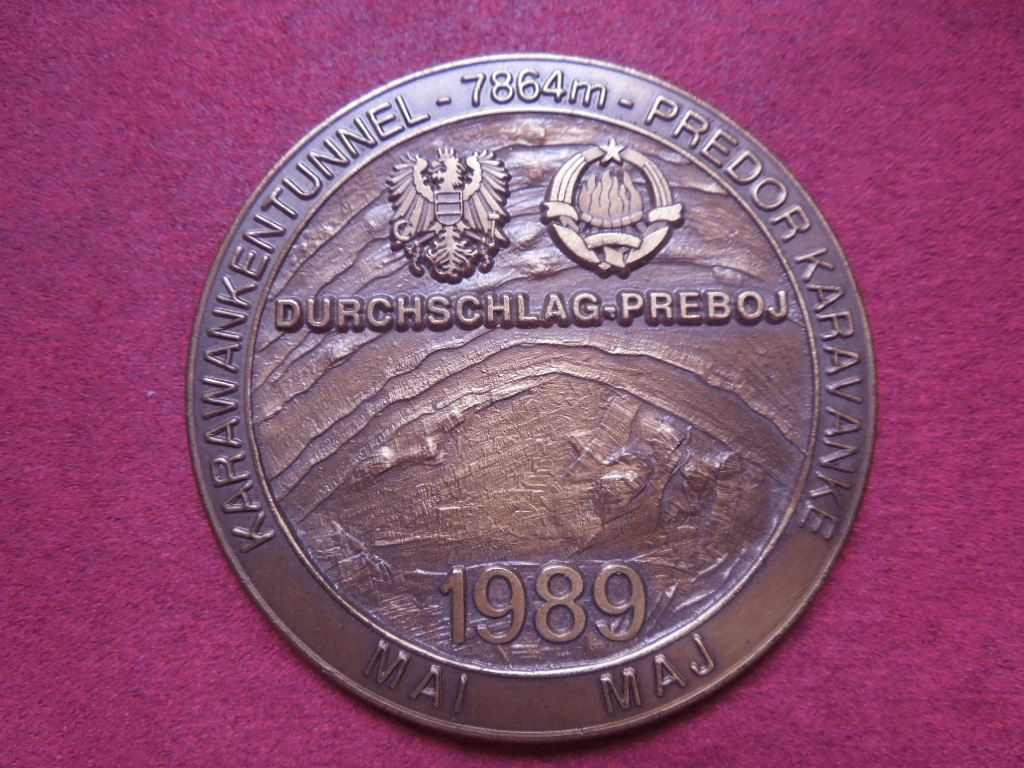 KARAWANKENTUNNEL - 7864m - PREDOR KARAVANKE
DURCHSCHLAG-PREBOJ
1989
MAI MAJ